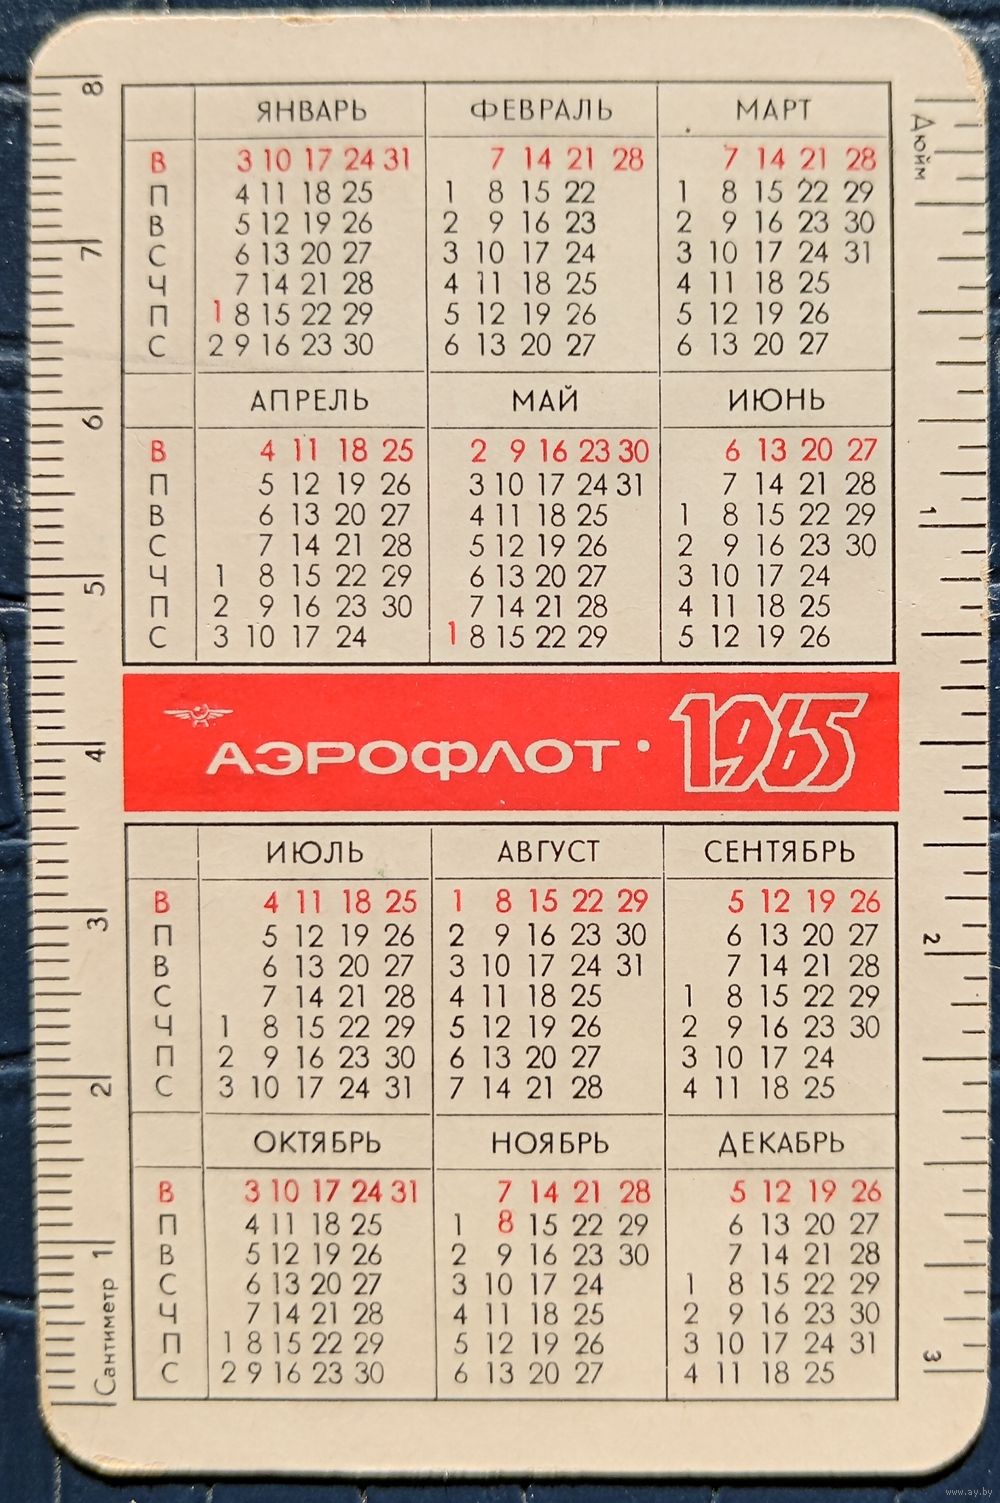 ЯНВАРЬ ФЕВРАЛЬ МАРТ
В 3 10 17 24 31 7 14 21 28 7 14 21 28
П 4 11 18 25 1 8 15 22 1 8 15 22 29
В 5 12 19 26 2 9 16 23 2 9 16 23 30
С 6 13 20 27 3 10 17 24 3 10 17 24 31
Ч 7 14 21 28 4 11 18 25 4 11 18 25
П 1 8 15 22 29 5 12 19 26 5 12 19 26
С 2 9 16 23 30 6 13 20 27 6 13 20 27
АПРЕЛЬ МАЙ ИЮНЬ
В 4 11 18 25 2 9 16 23 30 6 13 20 27
П 5 12 19 26 3 10 17 24 31 7 14 21 28
В 6 13 20 27 4 11 18 25 1 8 15 22 29
С 7 14 21 28 5 12 19 26 2 9 16 23 30
Ч 1 8 15 22 29 6 13 20 27 3 10 17 24
П 2 9 16 23 30 7 14 21 28 4 11 18 25
С 3 10 17 24 1 8 15 22 29 5 12 19 26
АЭРОФЛОТ · 1965
ИЮЛЬ АВГУСТ СЕНТЯБРЬ
В 4 11 18 25 1 8 15 22 29 5 12 19 26
П 5 12 19 26 2 9 16 23 30 6 13 20 27
В 6 13 20 27 3 10 17 24 31 7 14 21 28
С 7 14 21 28 4 11 18 25 1 8 15 22 29
Ч 1 8 15 22 29 5 12 19 26 2 9 16 23 30
П 2 9 16 23 30 6 13 20 27 3 10 17 24
С 3 10 17 24 31 7 14 21 28 4 11 18 25
ОКТЯБРЬ НОЯБРЬ ДЕКАБРЬ
В 3 10 17 24 31 7 14 21 28 5 12 19 26
П 4 11 18 25 1 8 15 22 29 6 13 20 27
В 5 12 19 26 2 9 16 23 30 7 14 21 28
С 6 13 20 27 3 10 17 24 1 8 15 22 29
Ч 7 14 21 28 4 11 18 25 2 9 16 23 30
П 1 8 15 22 29 5 12 19 26 3 10 17 24 31
С 2 9 16 23 30 6 13 20 27 4 11 18 25
Сантиметр 1 2 3 4 5 6 7 8
Дюйм 1 2 3
www.ay.by